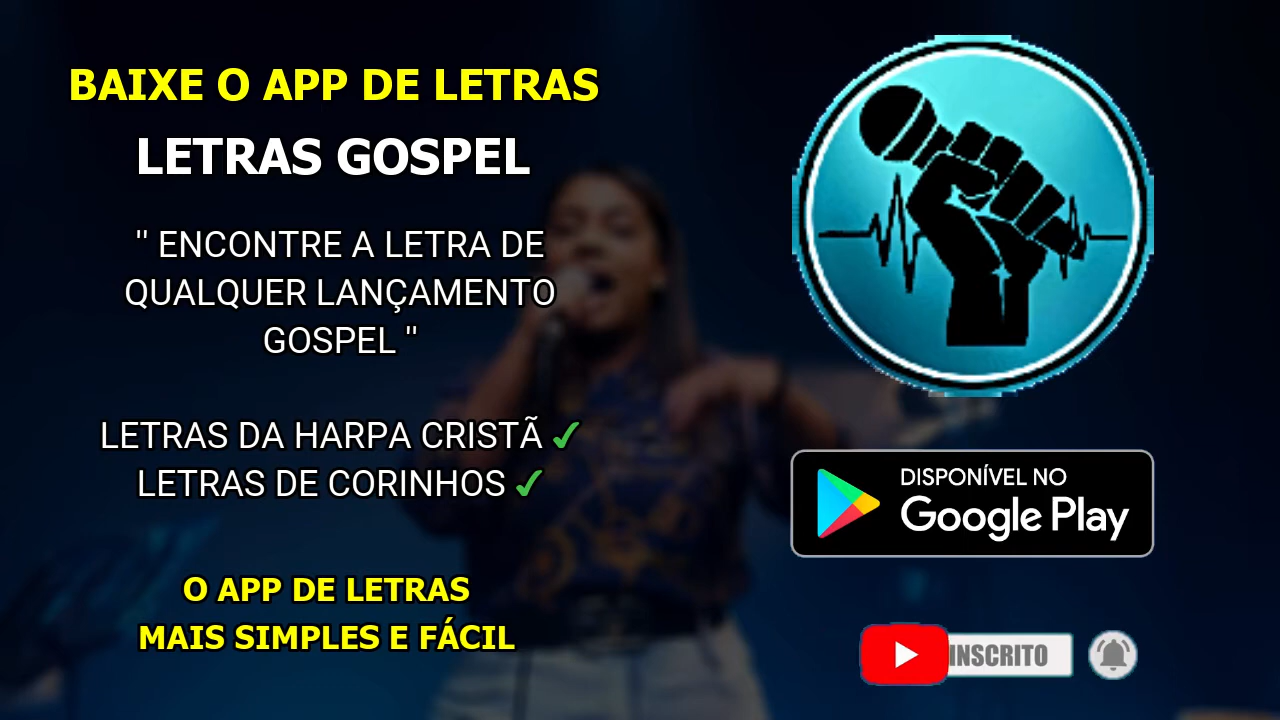 BAIXE O APP DE LETRAS
LETRAS GOSPEL
" ENCONTRE A LETRA DE
QUALQUER LANÇAMENTO
GOSPEL "
LETRAS DA HARPA CRISTÃ ✔
LETRAS DE CORINHOS ✔
O APP DE LETRAS
MAIS SIMPLES E FÁCIL
DISPONÍVEL NO
Google Play
INSCRITO